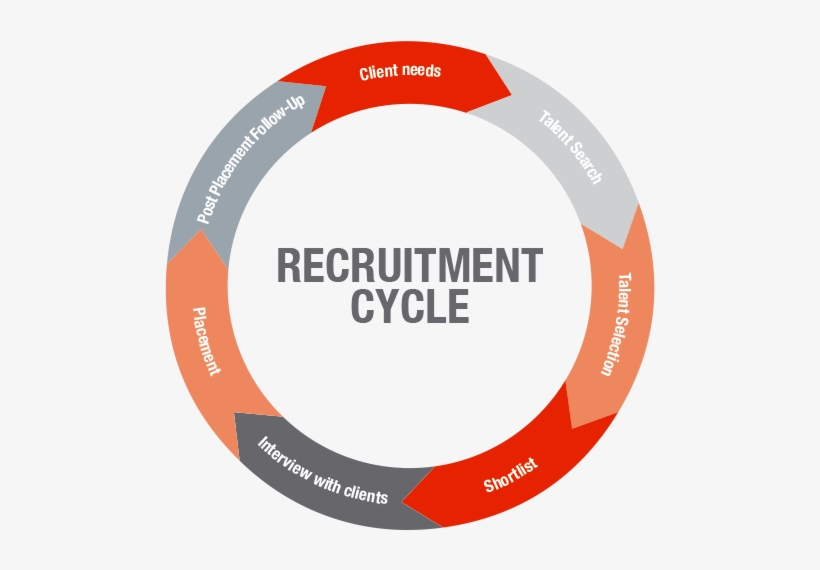 Client needs
Talent Search
Talent Selection
Shortlist
Interview with clients
Placement
Post Placement Follow-Up
RECRUITMENT
CYCLE